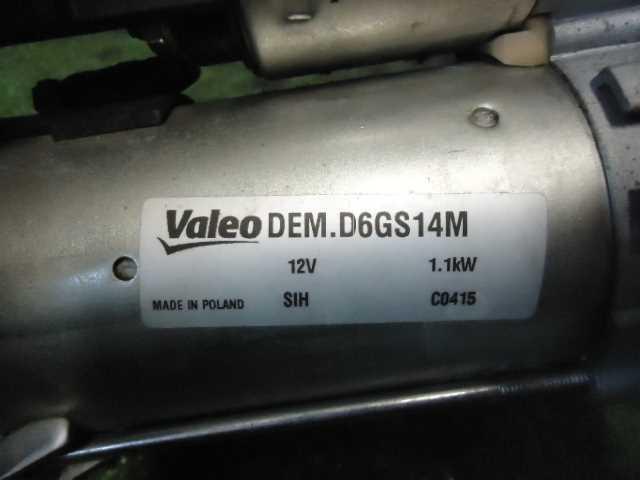 Valeo DEM.D6GS14M
12V 1.1kW
MADE IN POLAND SIH C0415